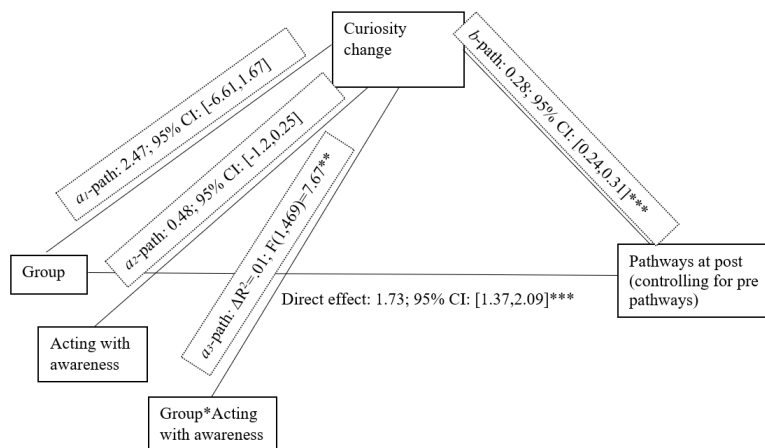 Curiosity
change
a1-path: 2.47; 95% CI: [-6.61,1.67]
a2-path: 0.48; 95% CI: [-1.2,0.25]
a3-path: ΔR²=.01; F(1,469)=7.67**
b-path: 0.28; 95% CI: [0.24,0.31]***
Group
Pathways at post
(controlling for pre
pathways)
Direct effect: 1.73; 95% CI: [1.37,2.09]***
Acting with
awareness
Group*Acting
with awareness